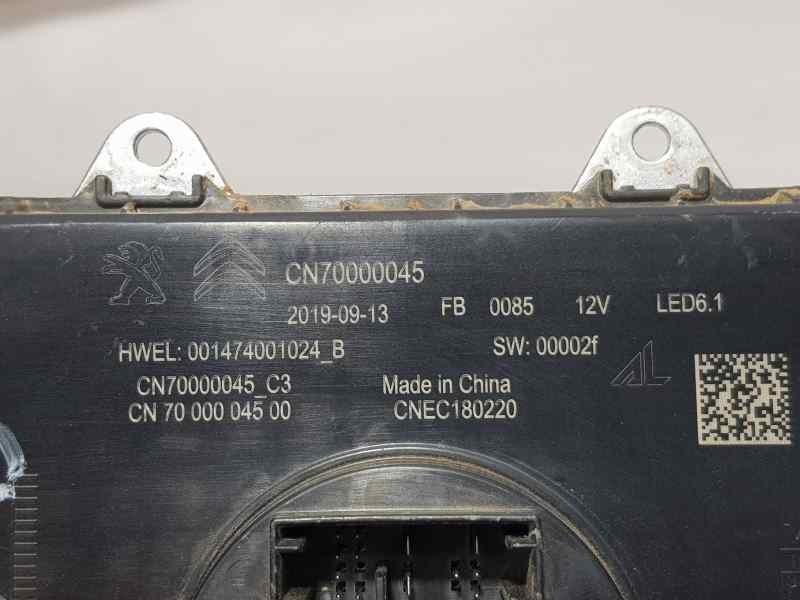 CN70000045
2019-09-13 FB 0085 12V LED6.1
HWEL: 001474001024_B SW: 00002f
CN70000045_C3 Made in China
CN 70 000 045 00 CNEC180220